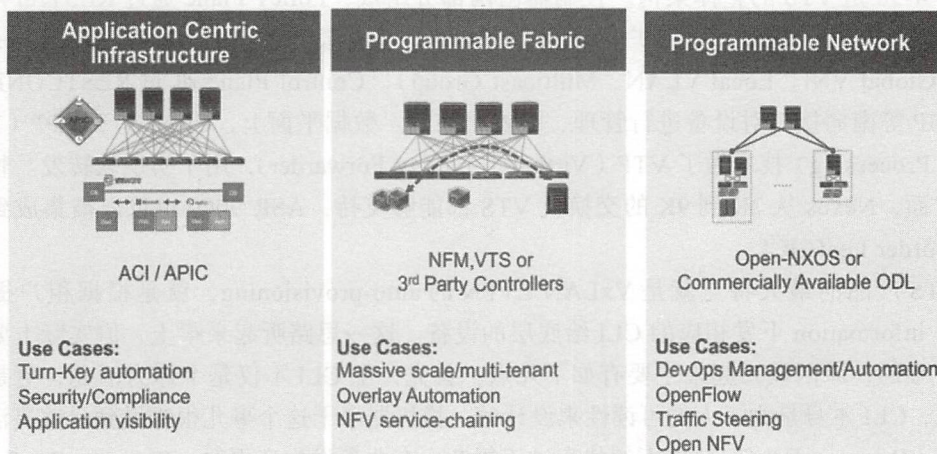 Application Centric
Infrastructure
ACI / APIC
Use Cases:
Turn-Key automation
Security/Compliance
Application visibility
Programmable Fabric
NFM,VTS or
3rd Party Controllers
Use Cases:
Massive scale/multi-tenant
Overlay Automation
NFV service-chaining
Programmable Network
Open-NXOS or
Commercially Available ODL
Use Cases:
DevOps Management/Automation
OpenFlow
Traffic Steering
Open NFV